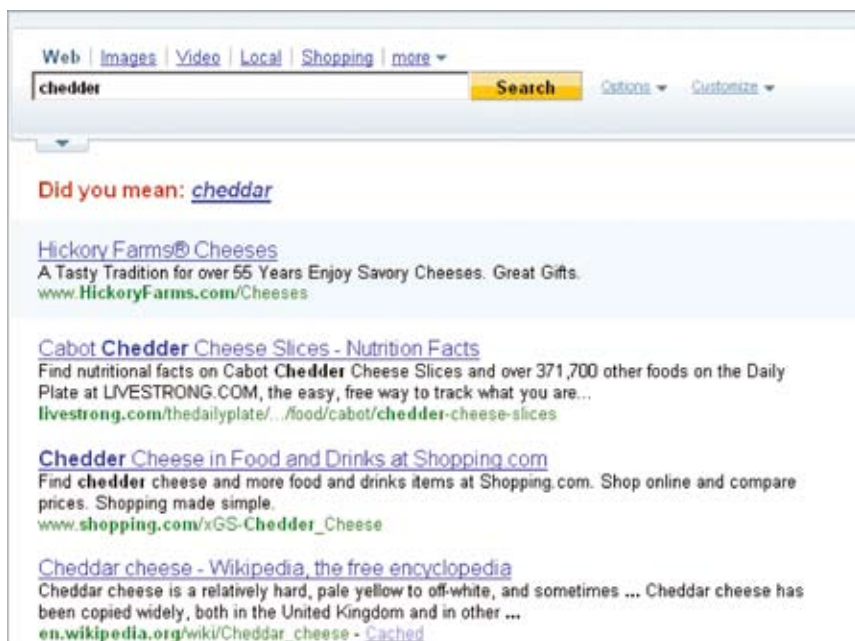 Web | Images | Video | Local | Shopping | more
chedder Search Options Customize
Did you mean: cheddar
Hickory Farms® Cheeses
A Tasty Tradition for over 55 Years Enjoy Savory Cheeses. Great Gifts.
www.HickoryFarms.com/Cheeses
Cabot Chedder Cheese Slices - Nutrition Facts
Find nutritional facts on Cabot Chedder Cheese Slices and over 371,700 other foods on the Daily
Plate at LIVESTRONG.COM, the easy, free way to track what you are...
livestrong.com/thedailyplate/.../food/cabot/chedder-cheese-slices
Chedder Cheese in Food and Drinks at Shopping.com
Find chedder cheese and more food and drinks items at Shopping.com. Shop online and compare
prices. Shopping made simple.
www.shopping.com/xGS-Chedder_Cheese
Cheddar cheese - Wikipedia, the free encyclopedia
Cheddar cheese is a relatively hard, pale yellow to off-white, and sometimes ... Cheddar cheese has
been copied widely, both in the United Kingdom and in other ...
en.wikipedia.org/wiki/Cheddar_cheese - Cached